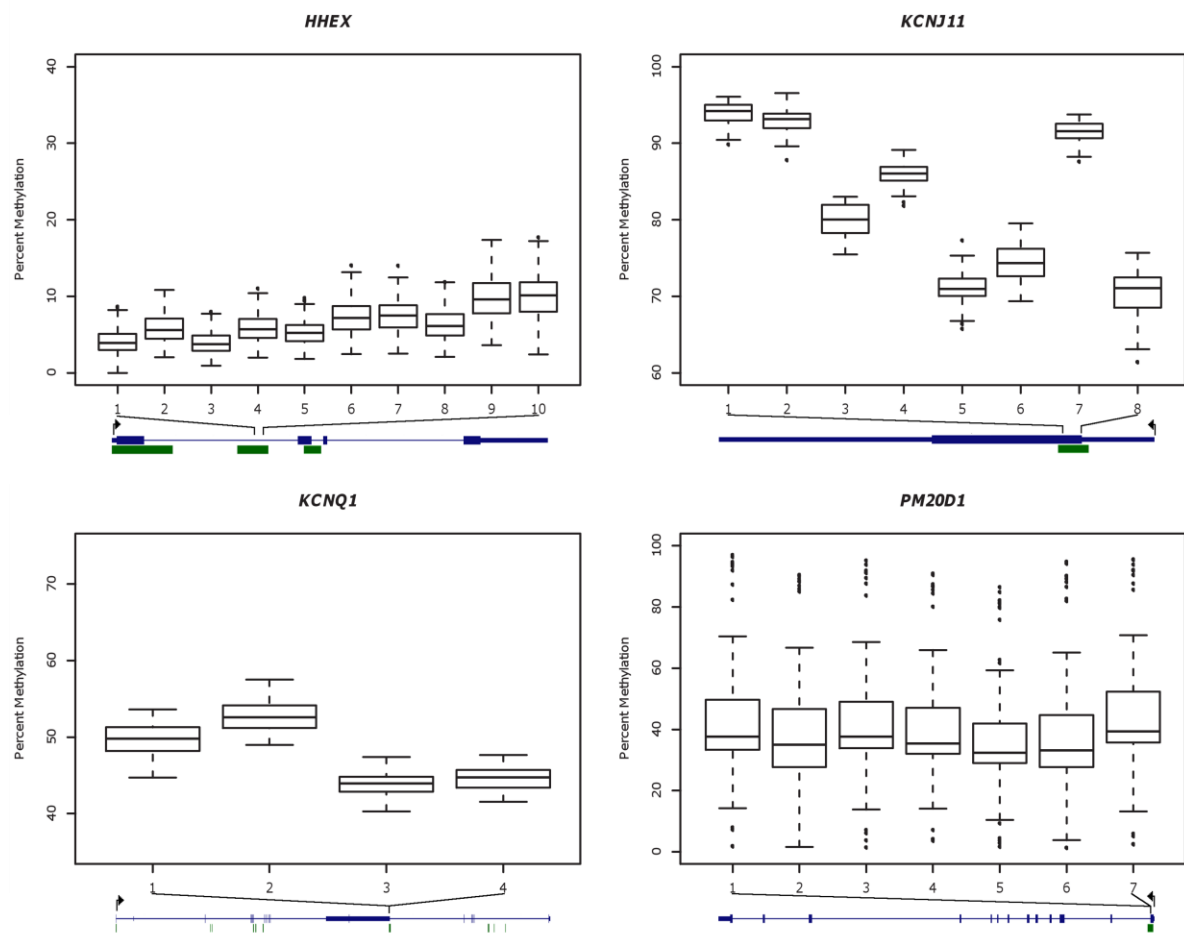 HHEX
Percent Methylation
40
30
20
10
0
1 2 3 4 5 6 7 8 9 10
KCNJ11
Percent Methylation
100
90
80
70
60
1 2 3 4 5 6 7 8
KCNQ1
Percent Methylation
70
60
50
40
1 2 3 4
PM20D1
Percent Methylation
100
80
60
40
20
0
1 2 3 4 5 6 7